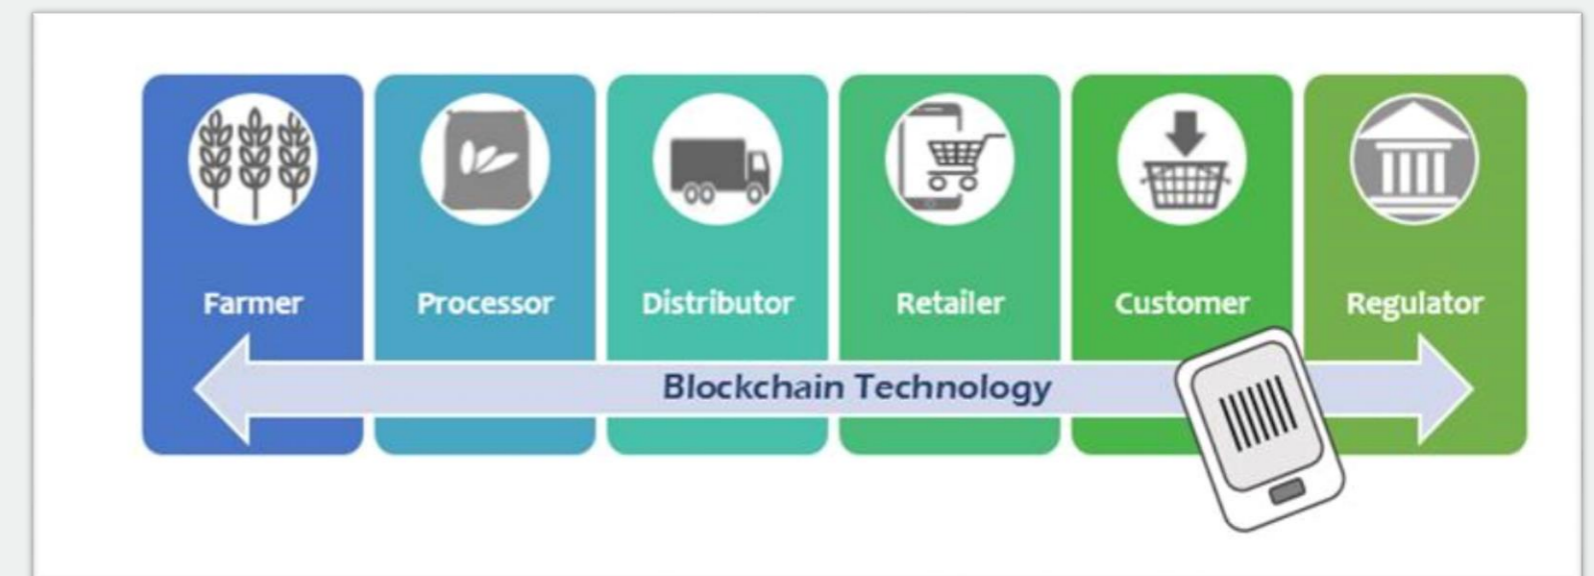 Farmer
Processor
Distributor
Retailer
Customer
Regulator
Blockchain Technology